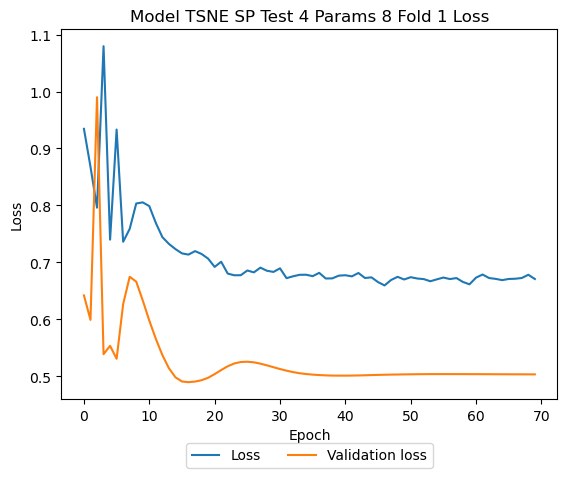 Model TSNE SP Test 4 Params 8 Fold 1 Loss
1.1
1.0
0.9
0.8
0.7
0.6
0.5
Loss
0 10 20 30 40 50 60 70
Epoch
Loss Validation loss